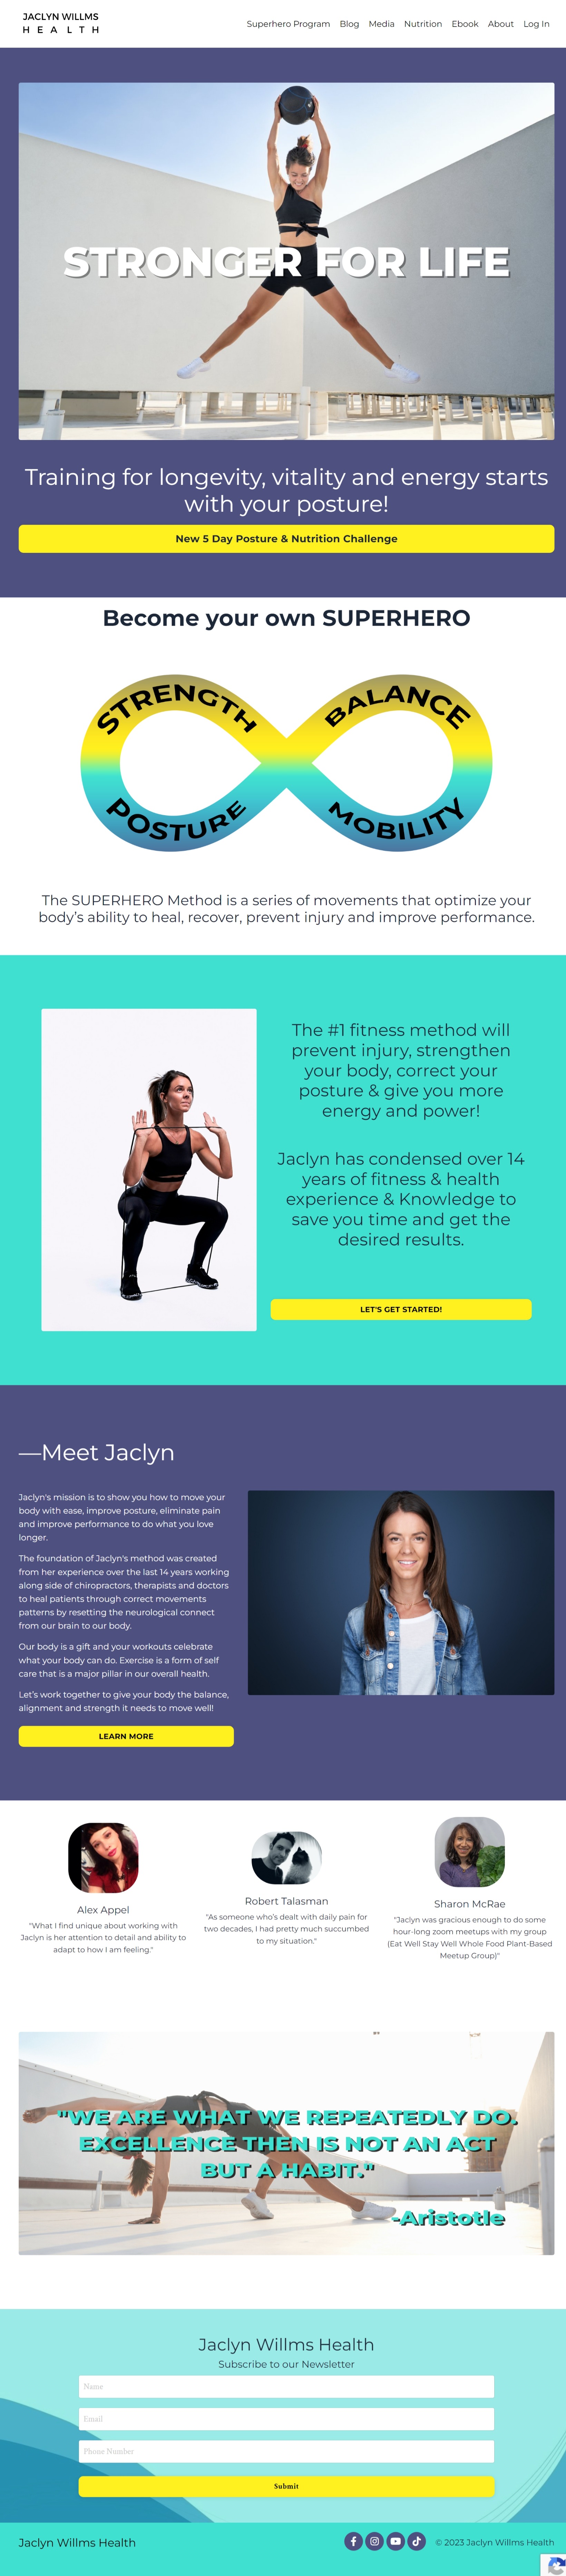 JACLYN WILLMS
HEALTH
Superhero Program Blog Media Nutrition Ebook About Log In
STRONGER FOR LIFE
Training for longevity, vitality and energy starts
with your posture!
New 5 Day Posture & Nutrition Challenge
Become your own SUPERHERO
STRENGTH
BALANCE
POSTURE
MOBILITY
The SUPERHERO Method is a series of movements that optimize your
body's ability to heal, recover, prevent injury and improve performance.
The #1 fitness method will
prevent injury, strengthen
your body, correct your
posture & give you more
energy and power!
Jaclyn has condensed over 14
years of fitness & health
experience & Knowledge to
save you time and get the
desired results.
LET'S GET STARTED!
—Meet Jaclyn
Jaclyn's mission is to show you how to move your
body with ease, improve posture, eliminate pain
and improve performance to do what you love
longer.
The foundation of Jaclyn's method was created
from her experience over the last 14 years working
along side of chiropractors, therapists and doctors
to heal patients through correct movements
patterns by resetting the neurological connect
from our brain to our body.
Our body is a gift and your workouts celebrate
what your body can do. Exercise is a form of self
care that is a major pillar in our overall health.
Let's work together to give your body the balance,
alignment and strength it needs to move well!
LEARN MORE
Alex Appel
"What I find unique about working with
Jaclyn is her attention to detail and ability to
adapt to how I am feeling."
Robert Talasman
"As someone who's dealt with daily pain for
two decades, I had pretty much succumbed
to my situation."
Sharon McRae
"Jaclyn was gracious enough to do some
hour-long zoom meetups with my group
(Eat Well Stay Well Whole Food Plant-Based
Meetup Group)"
"WE ARE WHAT WE REPEATEDLY DO.
EXCELLENCE THEN IS NOT AN ACT
BUT A HABIT."
-Aristotle
Jaclyn Willms Health
Subscribe to our Newsletter
Name
Email
Phone Number
Submit
Jaclyn Willms Health
© 2023 Jaclyn Willms Health